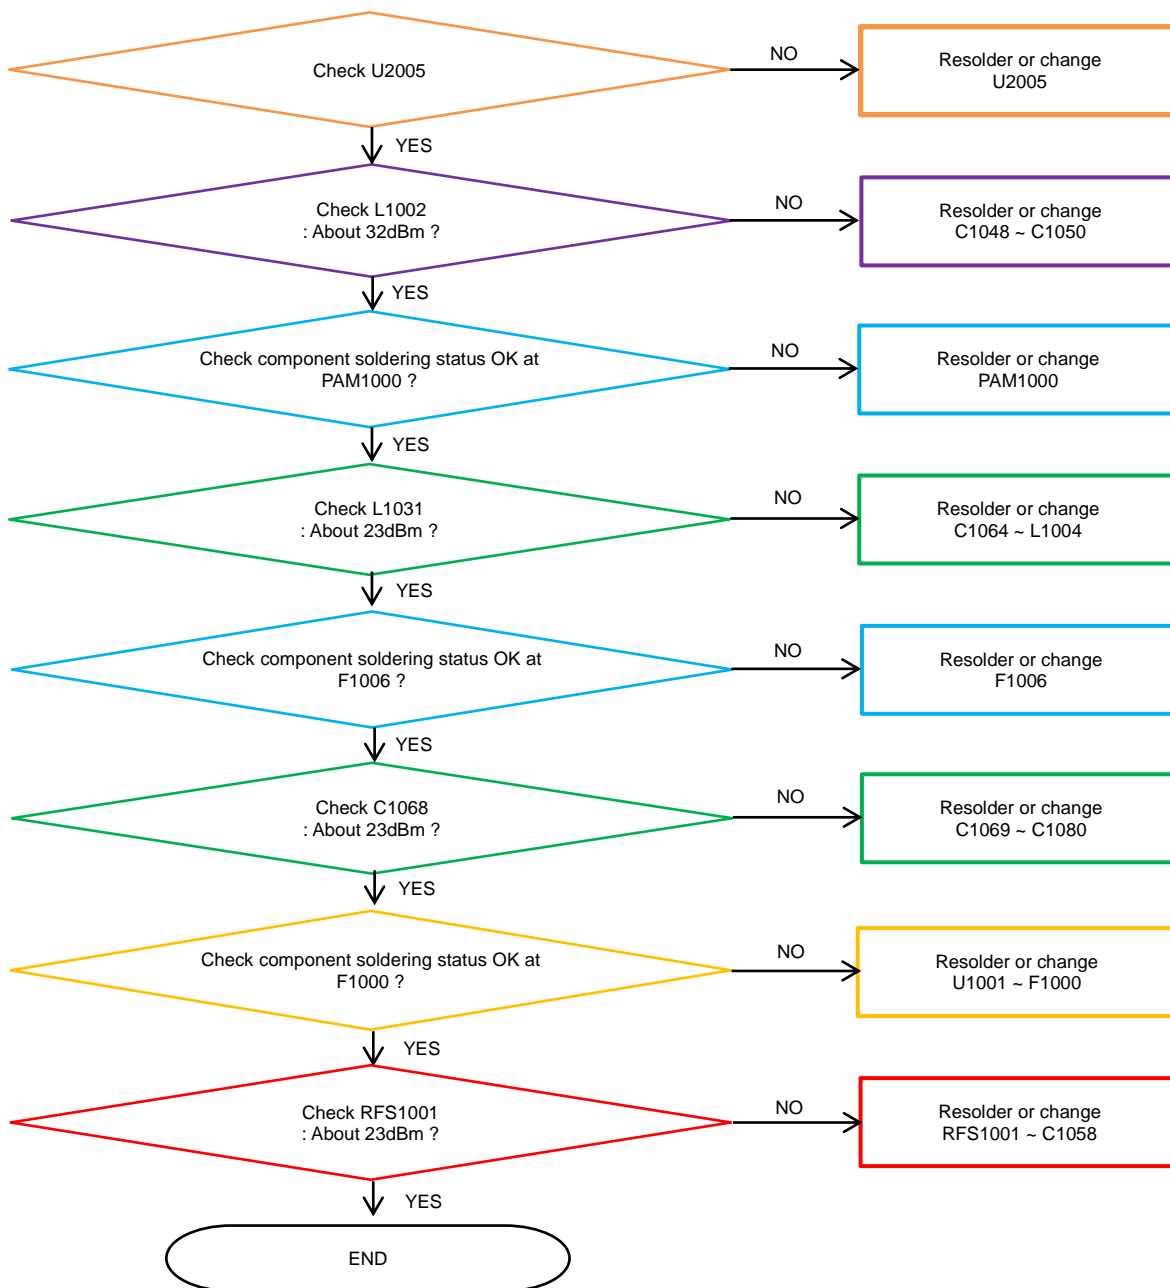 Check U2005
NO
Resolder or change
U2005
YES
Check L1002
: About 32dBm ?
NO
Resolder or change
C1048 ~ C1050
YES
Check component soldering status OK at
PAM1000 ?
NO
Resolder or change
PAM1000
YES
Check L1031
: About 23dBm ?
NO
Resolder or change
C1064 ~ L1004
YES
Check component soldering status OK at
F1006 ?
NO
Resolder or change
F1006
YES
Check C1068
: About 23dBm ?
NO
Resolder or change
C1069 ~ C1080
YES
Check component soldering status OK at
F1000 ?
NO
Resolder or change
U1001 ~ F1000
YES
Check RFS1001
: About 23dBm ?
NO
Resolder or change
RFS1001 ~ C1058
YES
END